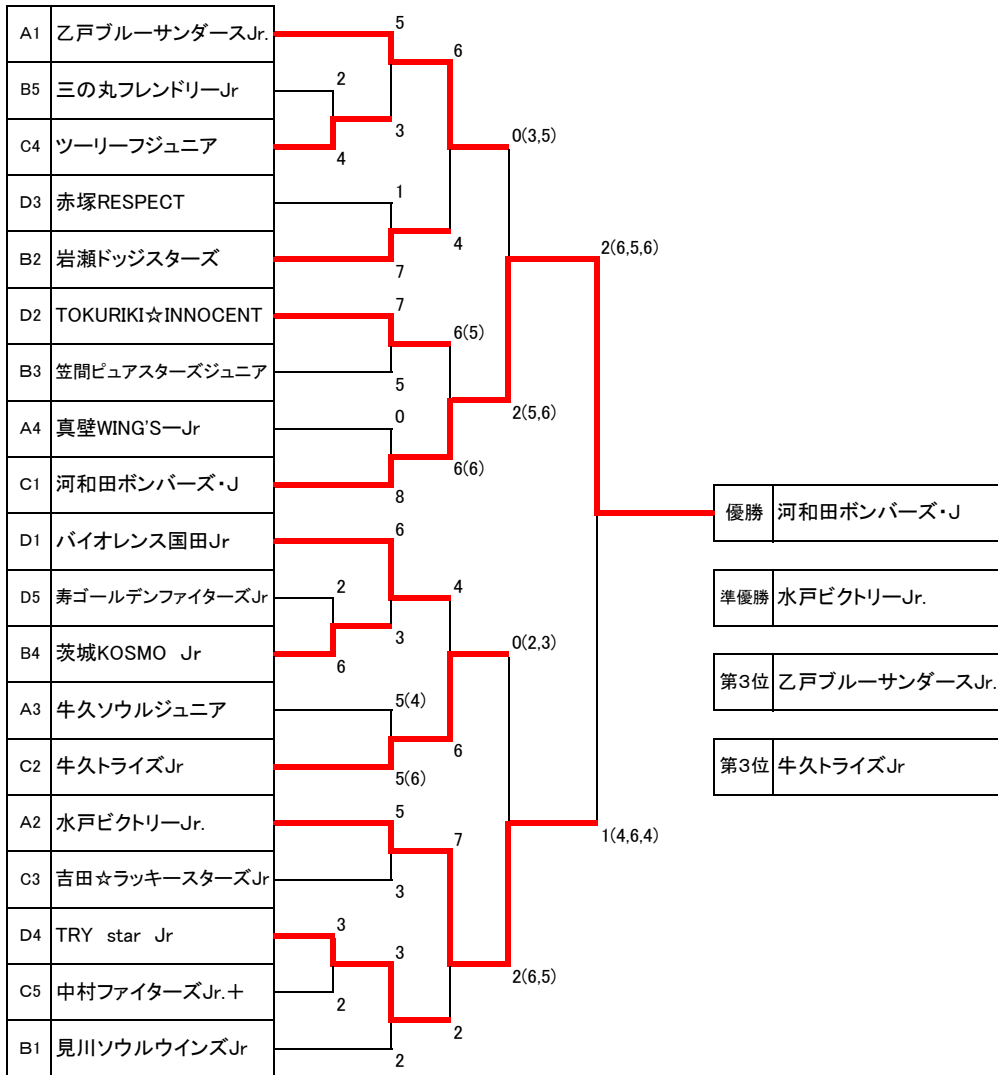 A1 乙戸ブルーサンダースJr.
B5 三の丸フレンドリーJr
C4 ツーリーフジュニア
D3 赤塚RESPECT
B2 岩瀬ドッジスターズ
D2 TOKURIKI☆INNOCENT
B3 笠間ピュアスターズジュニア
A4 真壁WING'SーJr
C1 河和田ボンバーズ・J
D1 バイオレンス国田Jr
D5 寿ゴールデンファイターズJr
B4 茨城KOSMO Jr
A3 牛久ソウルジュニア
C2 牛久トライズJr
A2 水戸ビクトリーJr.
C3 吉田☆ラッキースターズJr
D4 TRY star Jr
C5 中村ファイターズJr.＋
B1 見川ソウルウインズJr
2
4
2
6
3
2
5
3
1
7
7
5
0
8
6
3
5(4)
5(6)
5
3
3
2
6
4
6(5)
6(6)
4
6
7
2
0(3,5)
2(5,6)
0(2,3)
2(6,5)
2(6,5,6)
1(4,6,4)
優勝 河和田ボンバーズ・J
準優勝 水戸ビクトリーJr.
第3位 乙戸ブルーサンダースJr.
第3位 牛久トライズJr